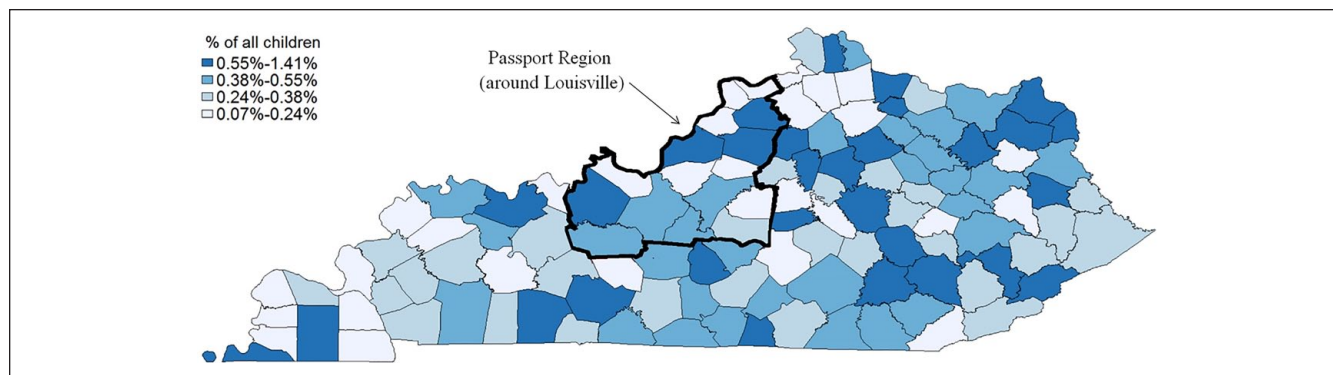 % of all children
0.55%-1.41%
0.38%-0.55%
0.24%-0.38%
0.07%-0.24%
Passport Region
(around Louisville)